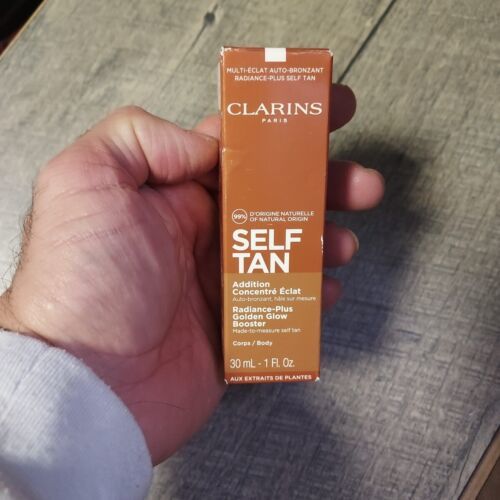 MULTI-ÉCLAT AUTO-BRONZANT
RADIANCE-PLUS SELF TAN
CLARINS
PARIS
99%
D'ORIGINE NATURELLE
OF NATURAL ORIGIN
SELF
TAN
Addition
Concentré Éclat
Auto-bronzant, hâle sur mesure
Radiance-Plus
Golden Glow
Booster
Made-to-measure self tan
Corps / Body
30 mL - 1 Fl. Oz.
AUX EXTRAITS DE PLANTES